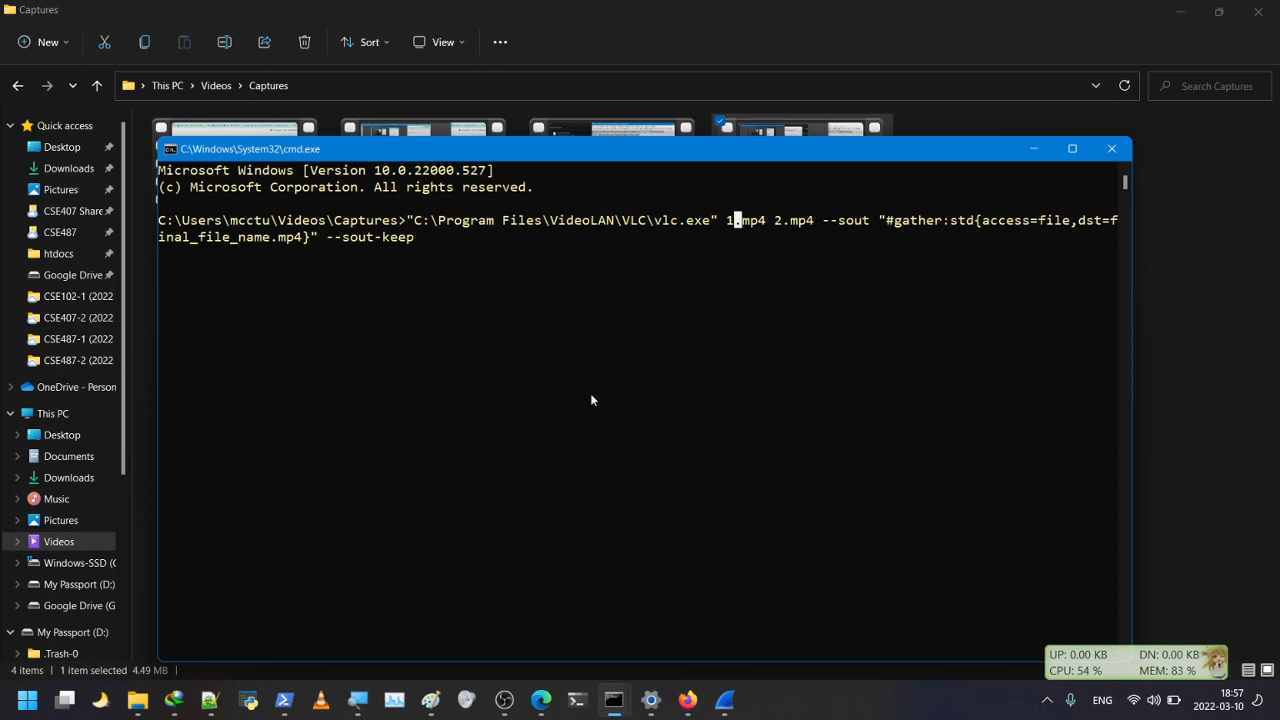 Captures
New
Sort
View
This PC > Videos > Captures
Search Captures
Quick access
Desktop
Downloads
Pictures
CSE407 Share
CSE487
htdocs
Google Drive
CSE102-1 (2022
CSE407-2 (2022
CSE487-1 (2022
CSE487-2 (2022
OneDrive - Person
This PC
Desktop
Documents
Downloads
Music
Pictures
Videos
Windows-SSD (C
My Passport (D:)
Google Drive (G
My Passport (D:)
.Trash-0
C:\Windows\System32\cmd.exe
Microsoft Windows [Version 10.0.22000.527]
(c) Microsoft Corporation. All rights reserved.
C:\Users\mcctu\Videos\Captures>"C:\Program Files\VideoLAN\VLC\vlc.exe" 1.mp4 2.mp4 --sout "#gather:std{access=file,dst=f
inal_file_name.mp4}" --sout-keep
4 items
1 item selected 4.49 MB
UP: 0.00 KB
DN: 0.00 KB
CPU: 54 %
MEM: 83 %
ENG
18:57
2022-03-10